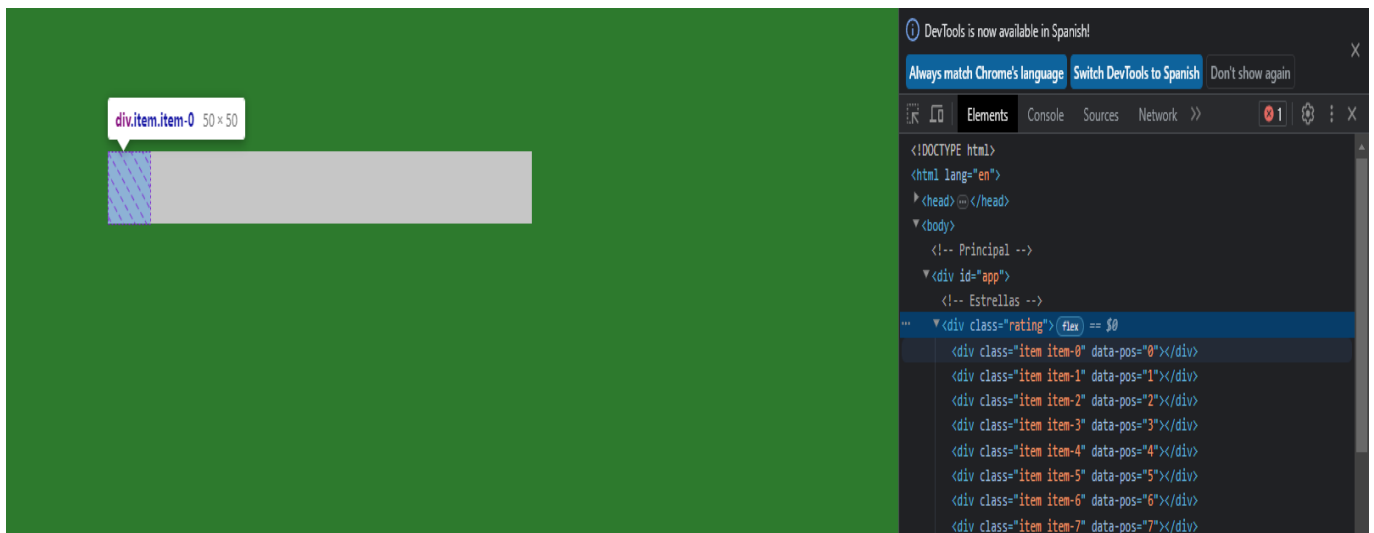 div.item.item-0 50 × 50
DevTools is now available in Spanish!
Always match Chrome's language Switch DevTools to Spanish Don't show again
Elements Console Sources Network 1
<!DOCTYPE html>
<html lang="en">
<head> ⋯ </head>
<body>
<!-- Principal -->
<div id="app">
<!-- Estrellas -->
<div class="rating"> flex == $0
<div class="item item-0" data-pos="0"></div>
<div class="item item-1" data-pos="1"></div>
<div class="item item-2" data-pos="2"></div>
<div class="item item-3" data-pos="3"></div>
<div class="item item-4" data-pos="4"></div>
<div class="item item-5" data-pos="5"></div>
<div class="item item-6" data-pos="6"></div>
<div class="item item-7" data-pos="7"></div>